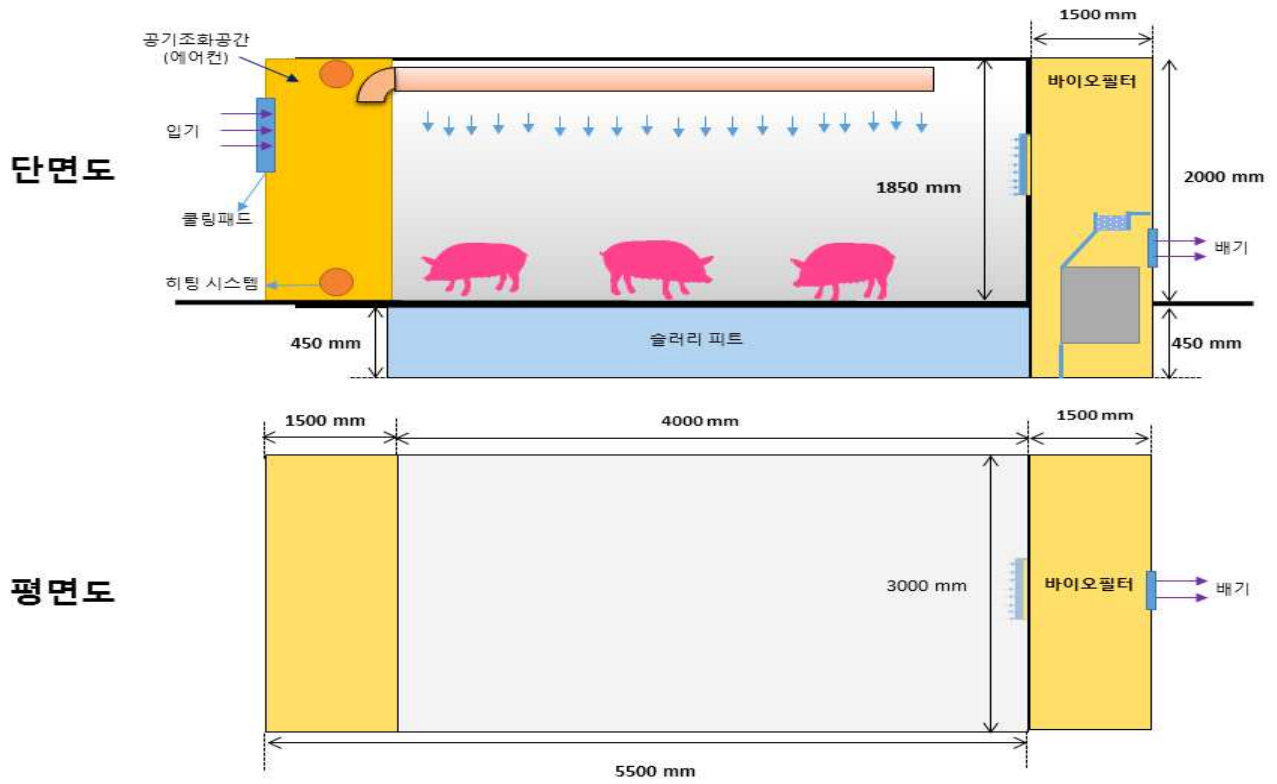 1500 mm
공기조화공간
(에어컨)
바이오필터
입기
단면도
1850 mm
2000 mm
쿨링패드
배기
히팅 시스템
450 mm
슬러리 피트
450 mm
1500 mm
4000 mm
1500 mm
평면도
3000 mm
바이오필터
배기
5500 mm